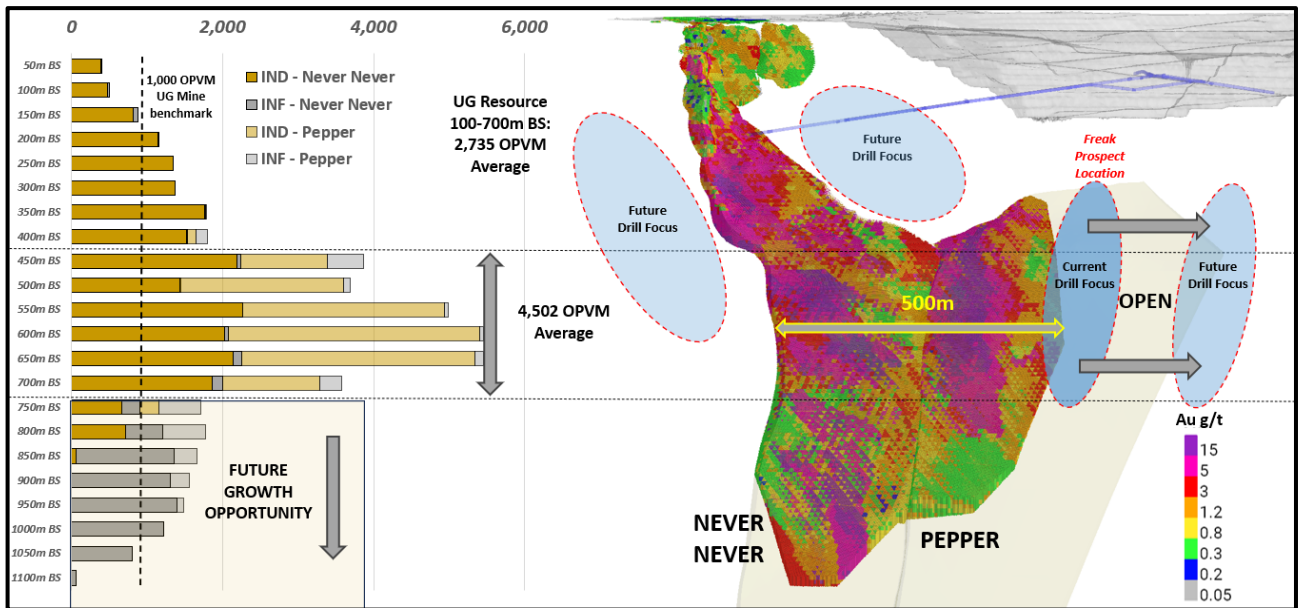 0
2,000
4,000
6,000
50m BS
100m BS
150m BS
200m BS
250m BS
300m BS
350m BS
400m BS
450m BS
500m BS
550m BS
600m BS
650m BS
700m BS
750m BS
800m BS
850m BS
900m BS
950m BS
1000m BS
1050m BS
1100m BS
1,000 OPVM
UG Mine
benchmark
IND - Never Never
INF - Never Never
IND - Pepper
INF - Pepper
UG Resource
100-700m BS:
2,735 OPVM
Average
4,502 OPVM
Average
FUTURE
GROWTH
OPPORTUNITY
Future
Drill Focus
Future
Drill Focus
Freak
Prospect
Location
Current
Drill Focus
OPEN
Future
Drill Focus
500m
NEVER
NEVER
PEPPER
Au g/t
15
5
3
1.2
0.8
0.3
0.2
0.05